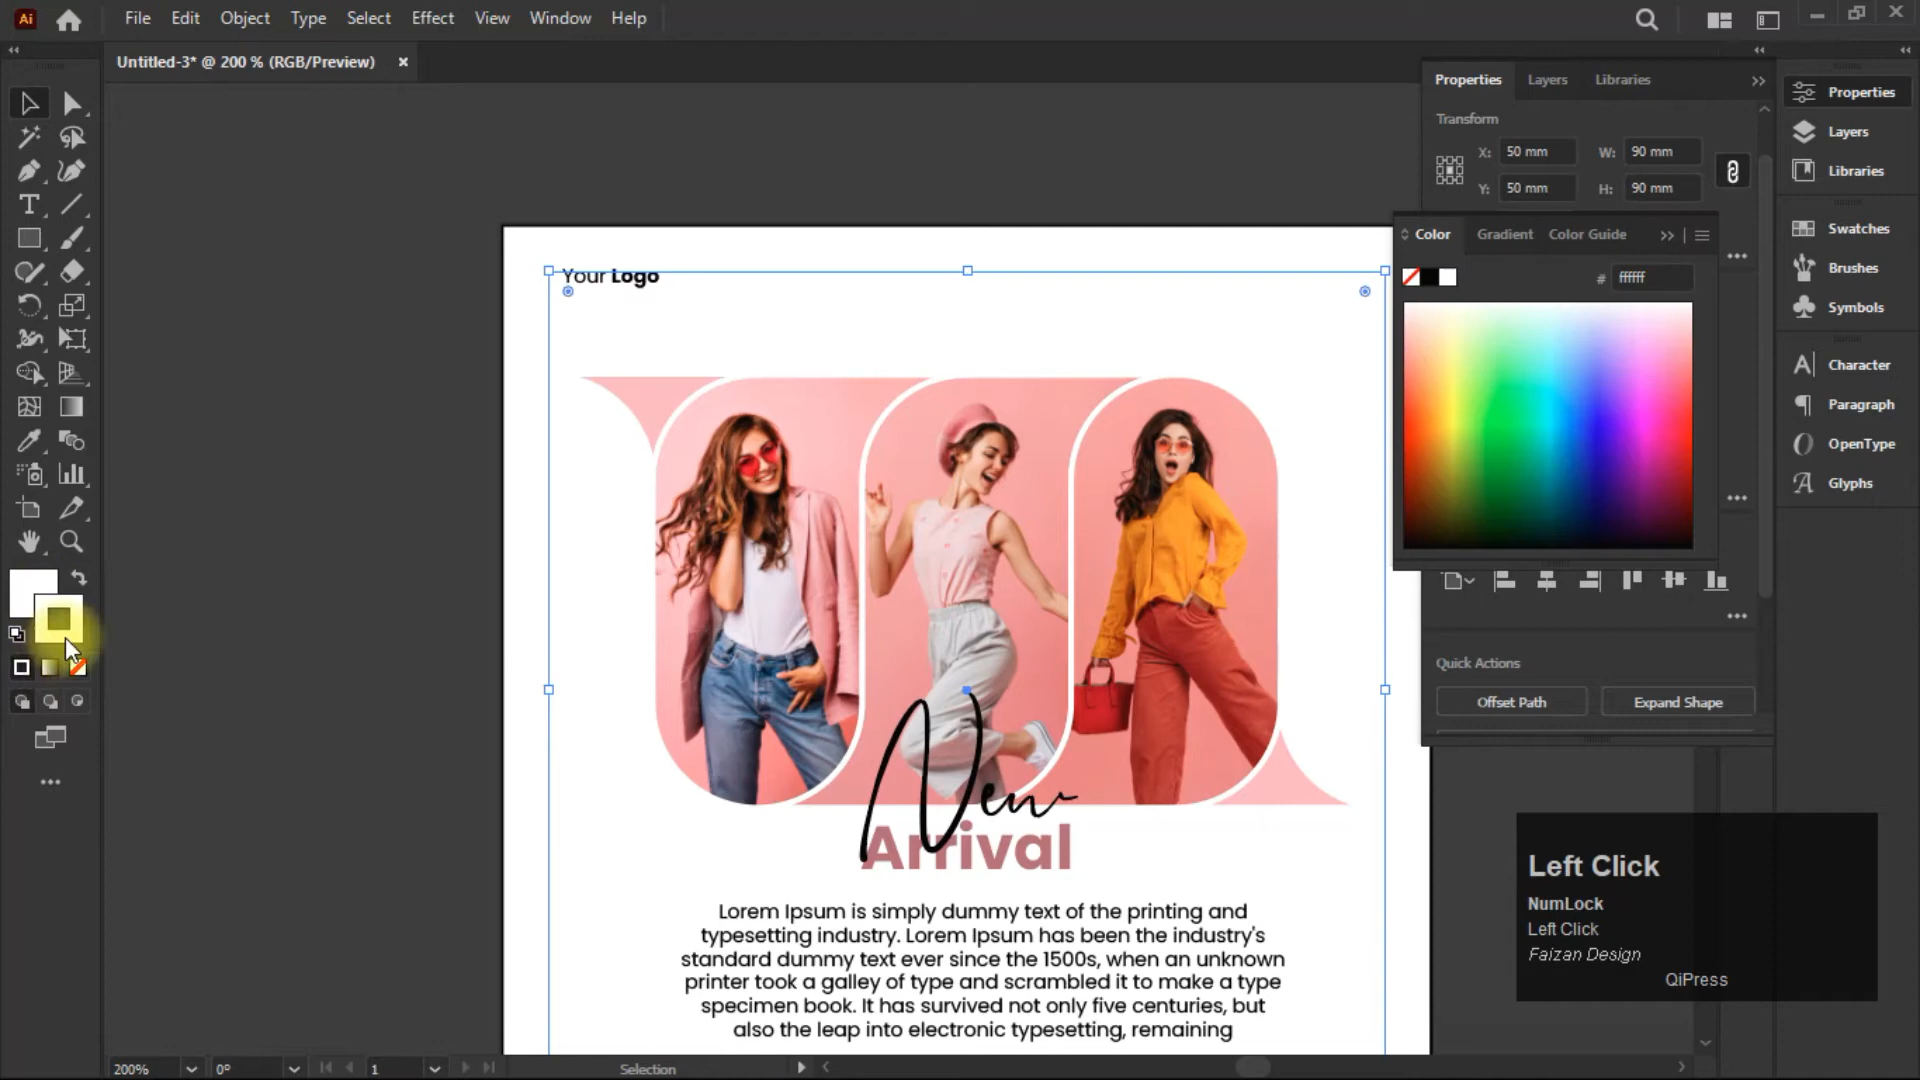 Ai File Edit Object Type Select Effect View Window Help
Untitled-3* @ 200 % (RGB/Preview) ×
Properties Layers Libraries
Transform
X: 50 mm W: 90 mm
Y: 50 mm H: 90 mm
Color Gradient Color Guide
# ffffff
Quick Actions
Offset Path Expand Shape
Properties
Layers
Libraries
Swatches
Brushes
Symbols
Character
Paragraph
OpenType
Glyphs
Your Logo
New
Arrival
Lorem Ipsum is simply dummy text of the printing and
typesetting industry. Lorem Ipsum has been the industry's
standard dummy text ever since the 1500s, when an unknown
printer took a galley of type and scrambled it to make a type
specimen book. It has survived not only five centuries, but
also the leap into electronic typesetting, remaining
Left Click
NumLock
Left Click
Faizan Design
QiPress
200% 0° 1 Selection